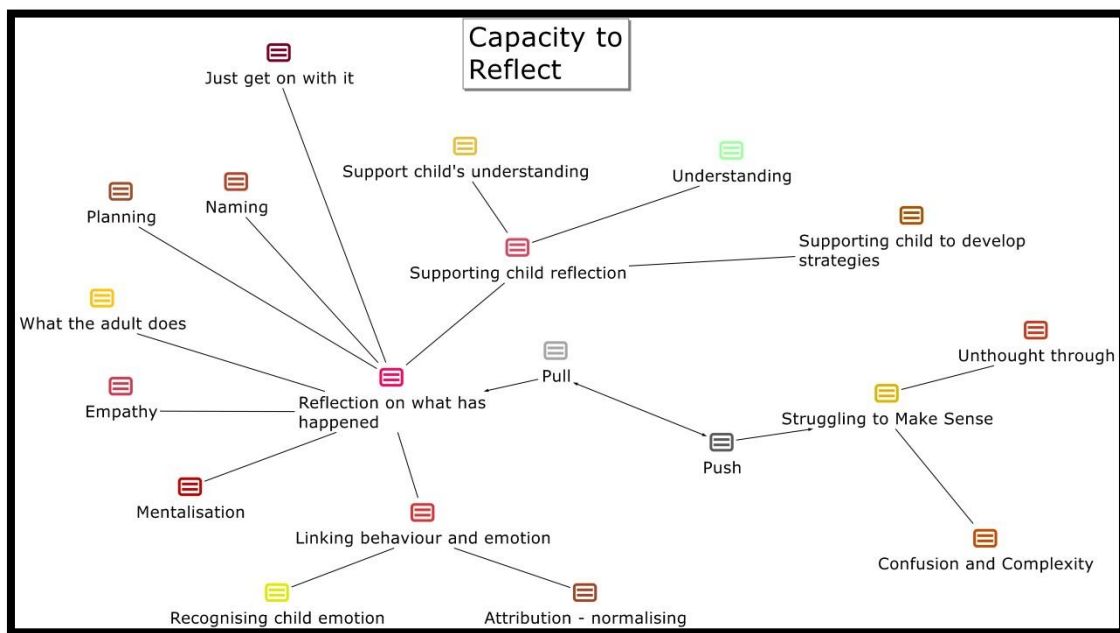 Capacity to
Reflect
Just get on with it
Support child's understanding
Understanding
Planning
Naming
Supporting child to develop
strategies
Supporting child reflection
What the adult does
Unthought through
Pull
Empathy
Reflection on what has
happened
Struggling to Make Sense
Push
Mentalisation
Linking behaviour and emotion
Confusion and Complexity
Recognising child emotion
Attribution - normalising